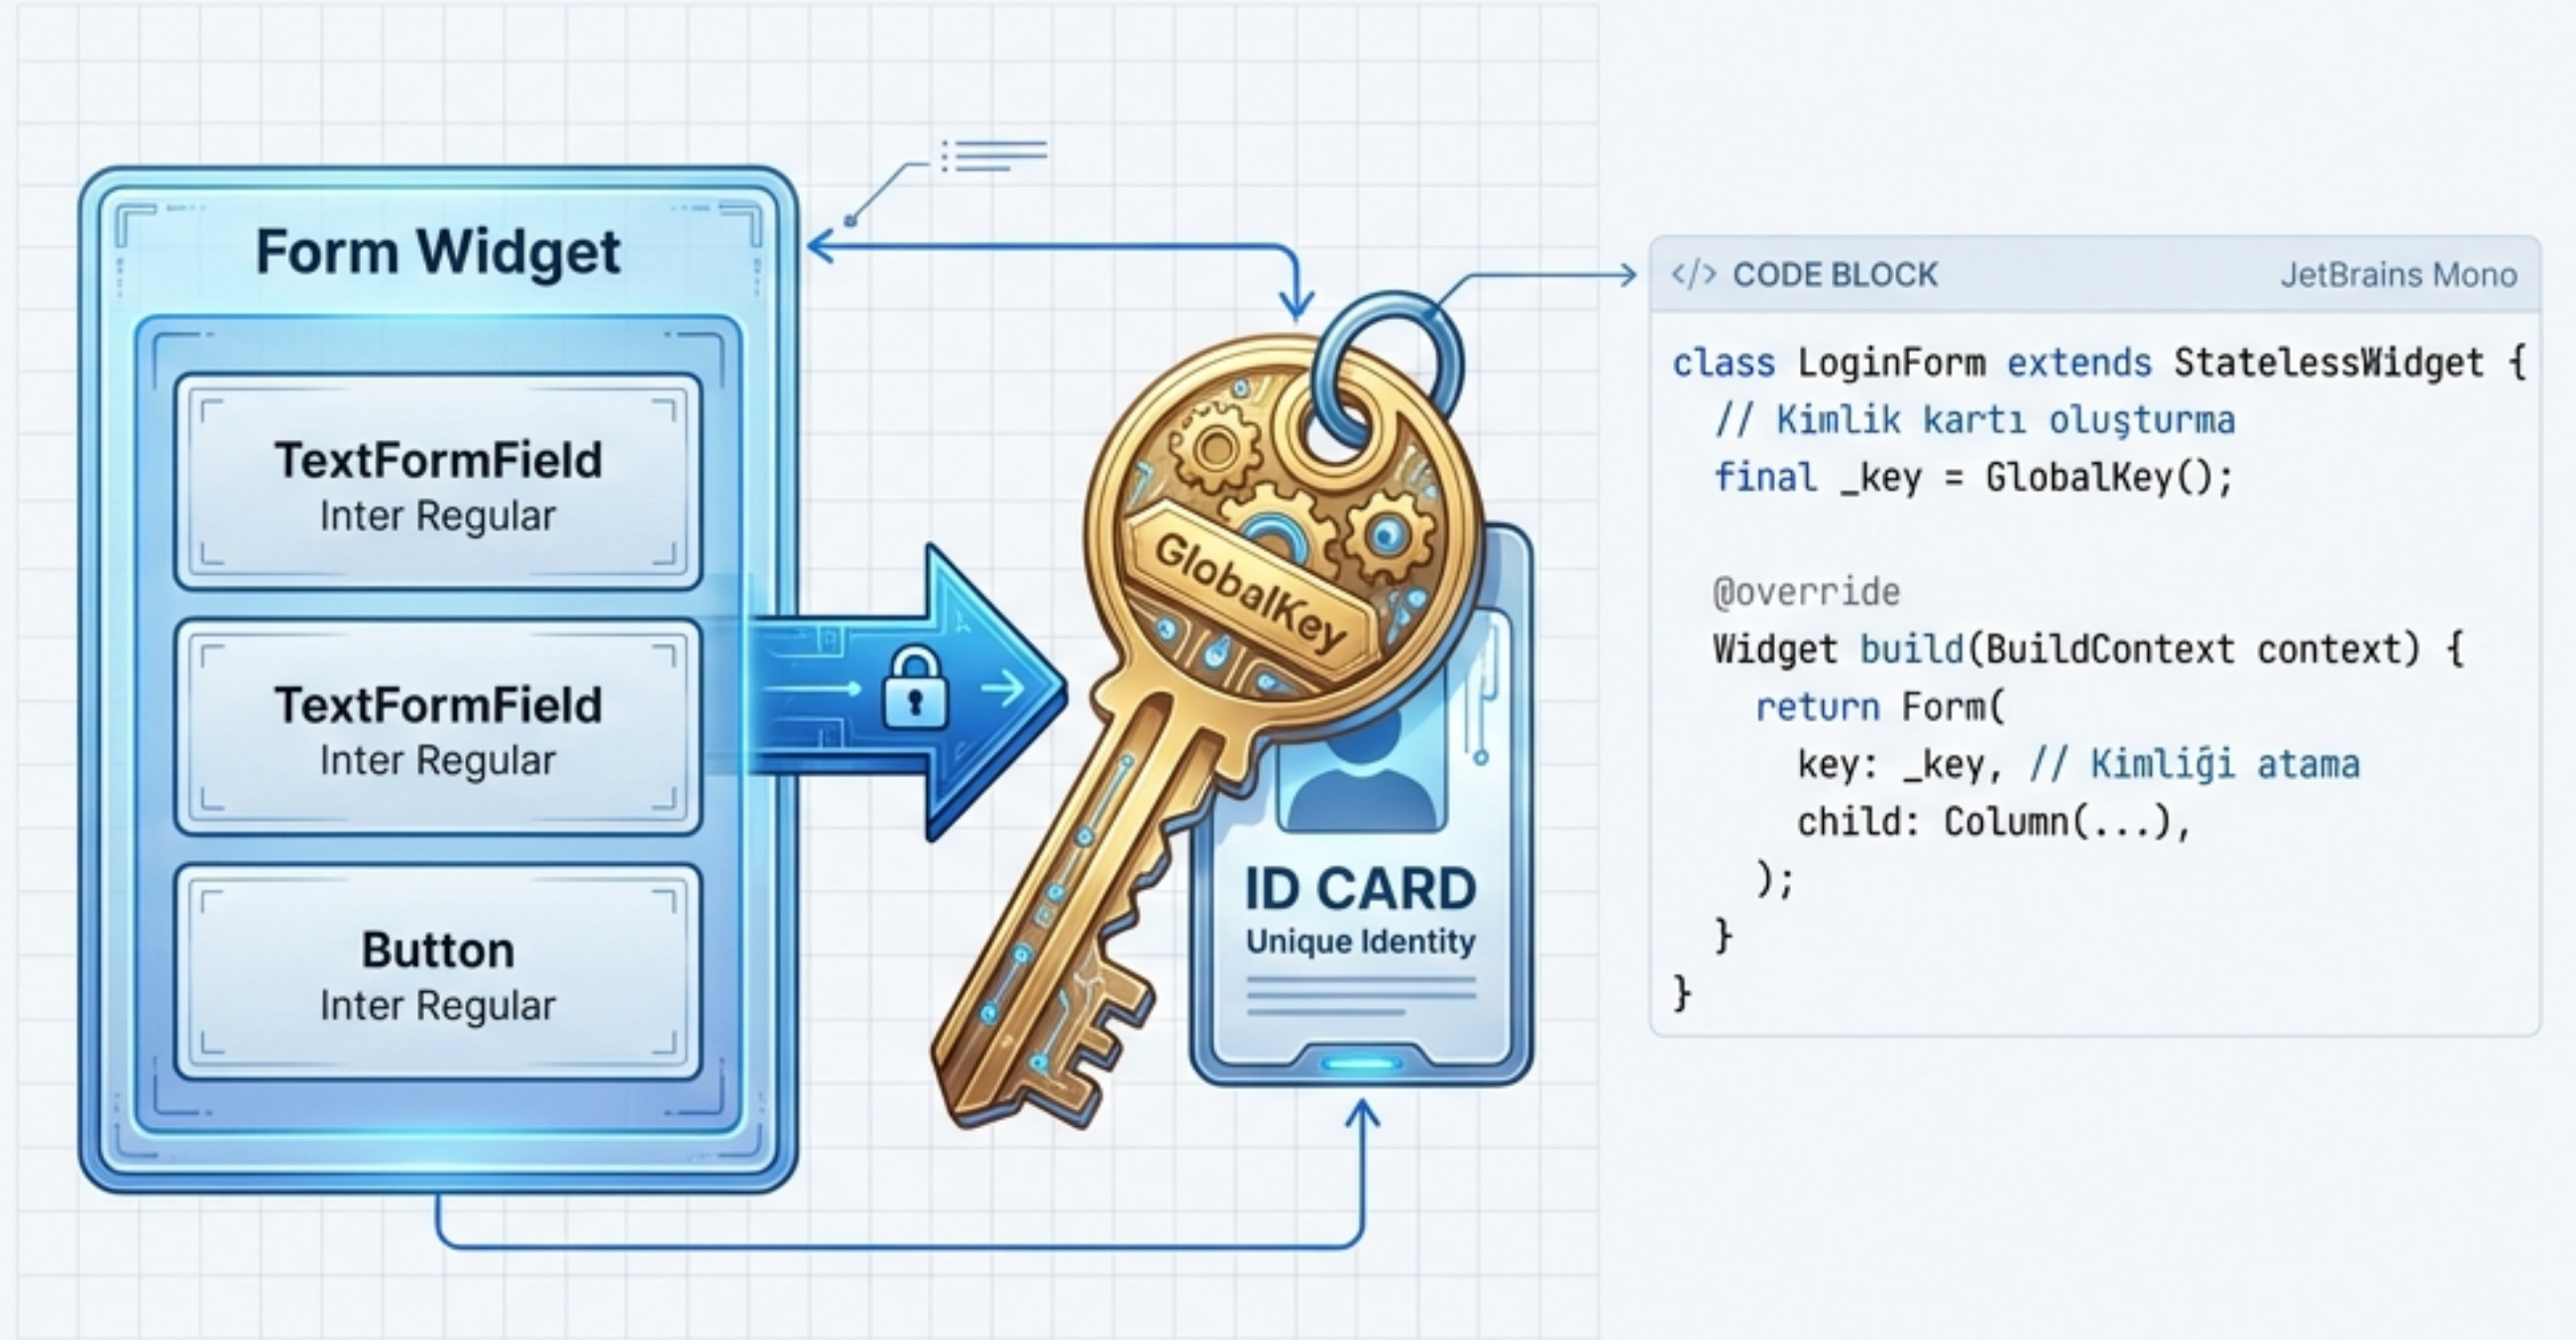 Form Widget
TextFormField
Inter Regular
TextFormField
Inter Regular
Button
Inter Regular
GlobalKey
ID CARD
Unique Identity
</> CODE BLOCK
JetBrains Mono
class LoginForm extends StatelessWidget {
// Kimlik kartı oluşturma
final _key = GlobalKey();
@override
Widget build(BuildContext context) {
return Form(
key: _key, // Kimliği atama
child: Column(...),
);
}
}